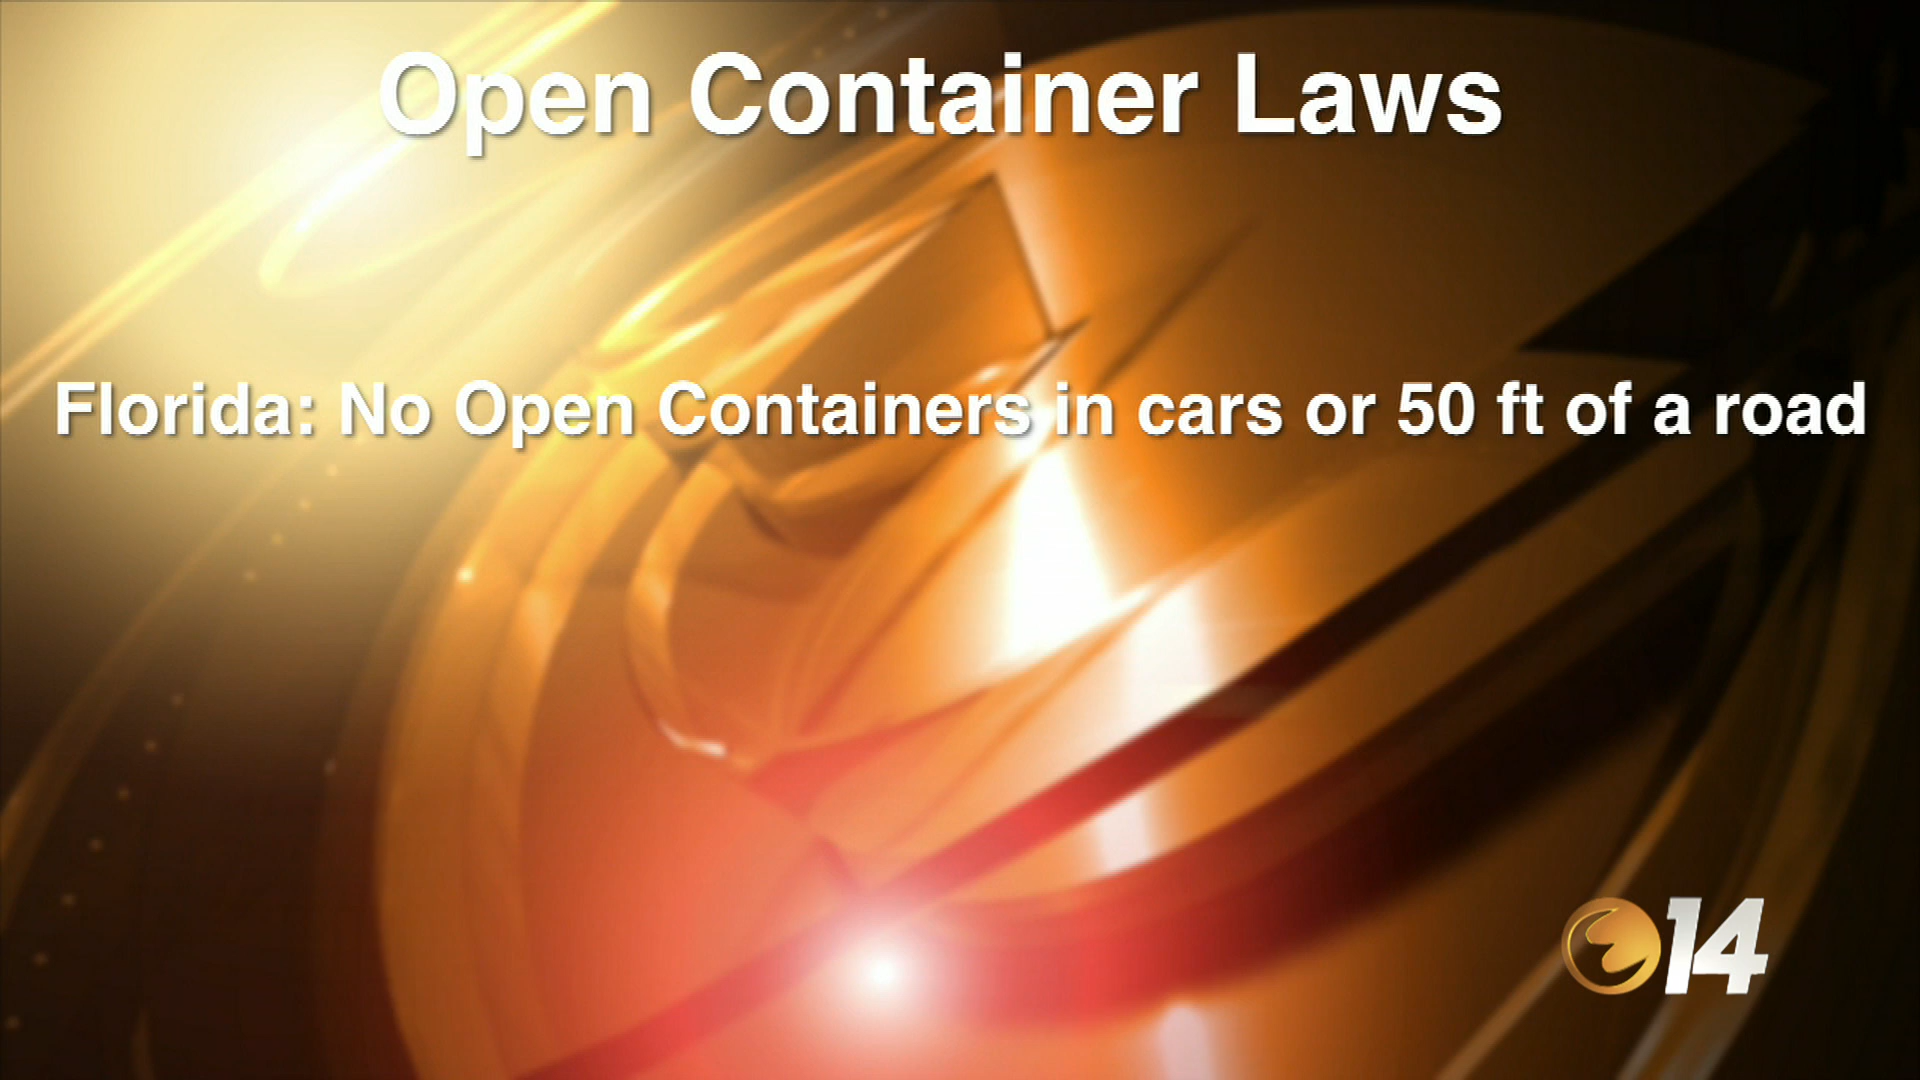 Open Container Laws
Florida: No Open Containers in cars or 50 ft of a road
14